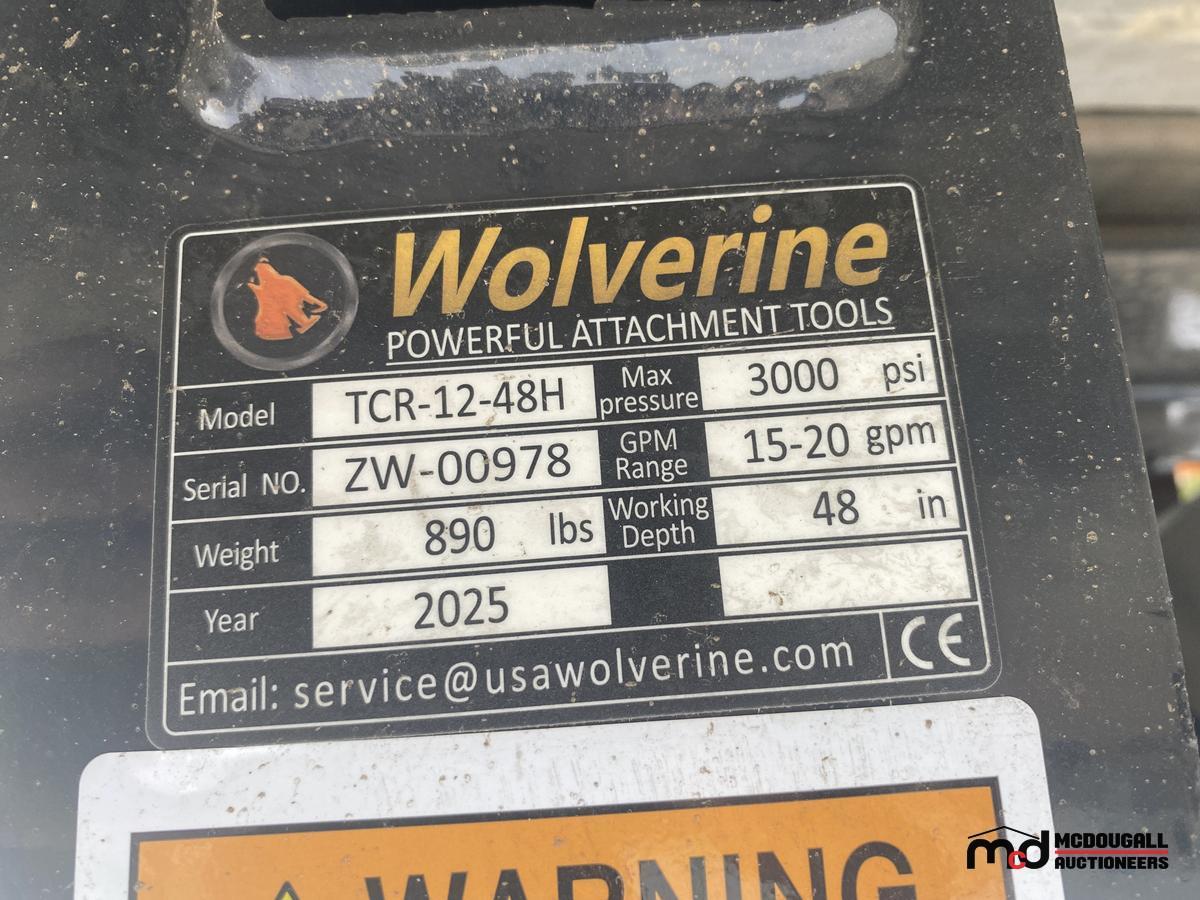 Wolverine
POWERFUL ATTACHMENT TOOLS
Model TCR-12-48H Max pressure 3000 psi
Serial NO. ZW-00978 GPM Range 15-20 gpm
Weight 890 lbs Working Depth 48 in
Year 2025
Email: service@usawolverine.com CE
WARNING
mcd MCDOUGALL
AUCTIONEERS